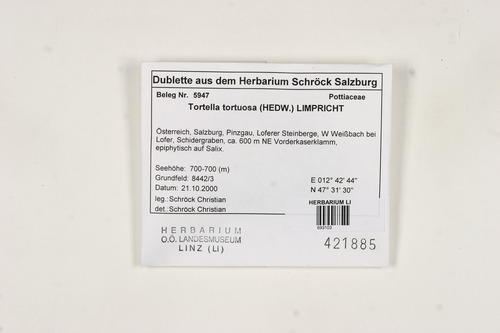 Dublette aus dem Herbarium Schröck Salzburg
Beleg Nr. 5947 Pottiaceae
Tortella tortuosa (HEDW.) LIMPRICHT
Österreich, Salzburg, Pinzgau, Loferer Steinberge, W Weißbach bei
Lofer, Schidergraben, ca. 600 m NE Vorderkaserklamm,
epiphytisch auf Salix.
Seehöhe: 700-700 (m)
Grundfeld: 8442/3 E 012° 42' 44"
Datum: 21.10.2000 N 47° 31' 30"
leg.:Schröck Christian HERBARIUM LI
det.:Schröck Christian
HERBARIUM
O.Ö. LANDESMUSEUM
LINZ (LI)
421885